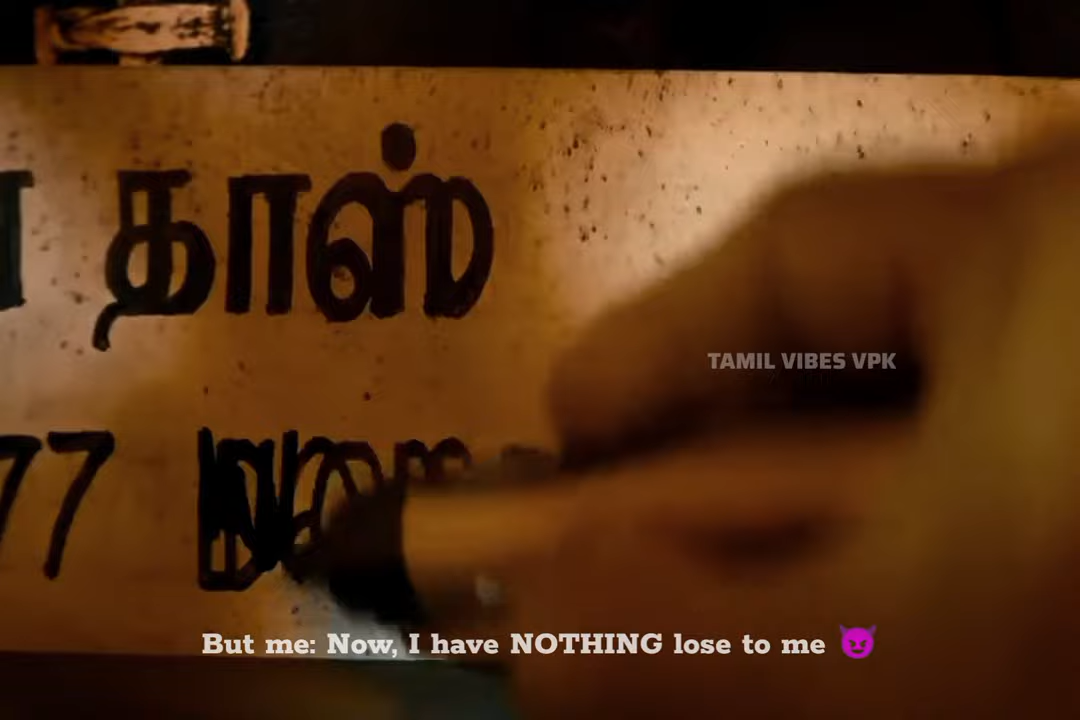 தாஸ்
TAMIL VIBES VPK
77
But me: Now, I have NOTHING lose to me 😈